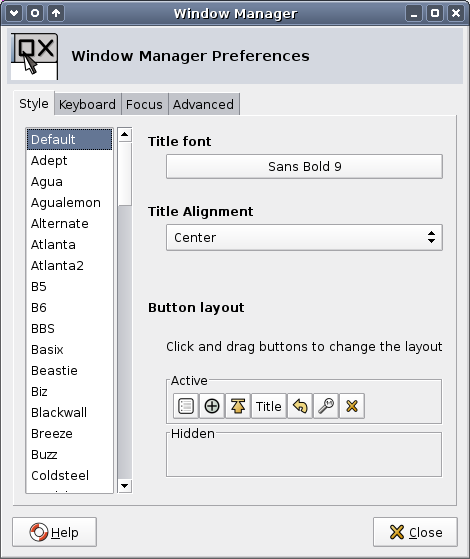 Window Manager
Window Manager Preferences
Style Keyboard Focus Advanced
Default
Adept
Agua
Agualemon
Alternate
Atlanta
Atlanta2
B5
B6
BBS
Basix
Beastie
Biz
Blackwall
Breeze
Buzz
Coldsteel
Title font
Sans Bold 9
Title Alignment
Center
Button layout
Click and drag buttons to change the layout
Active
Title
Hidden
Help
Close